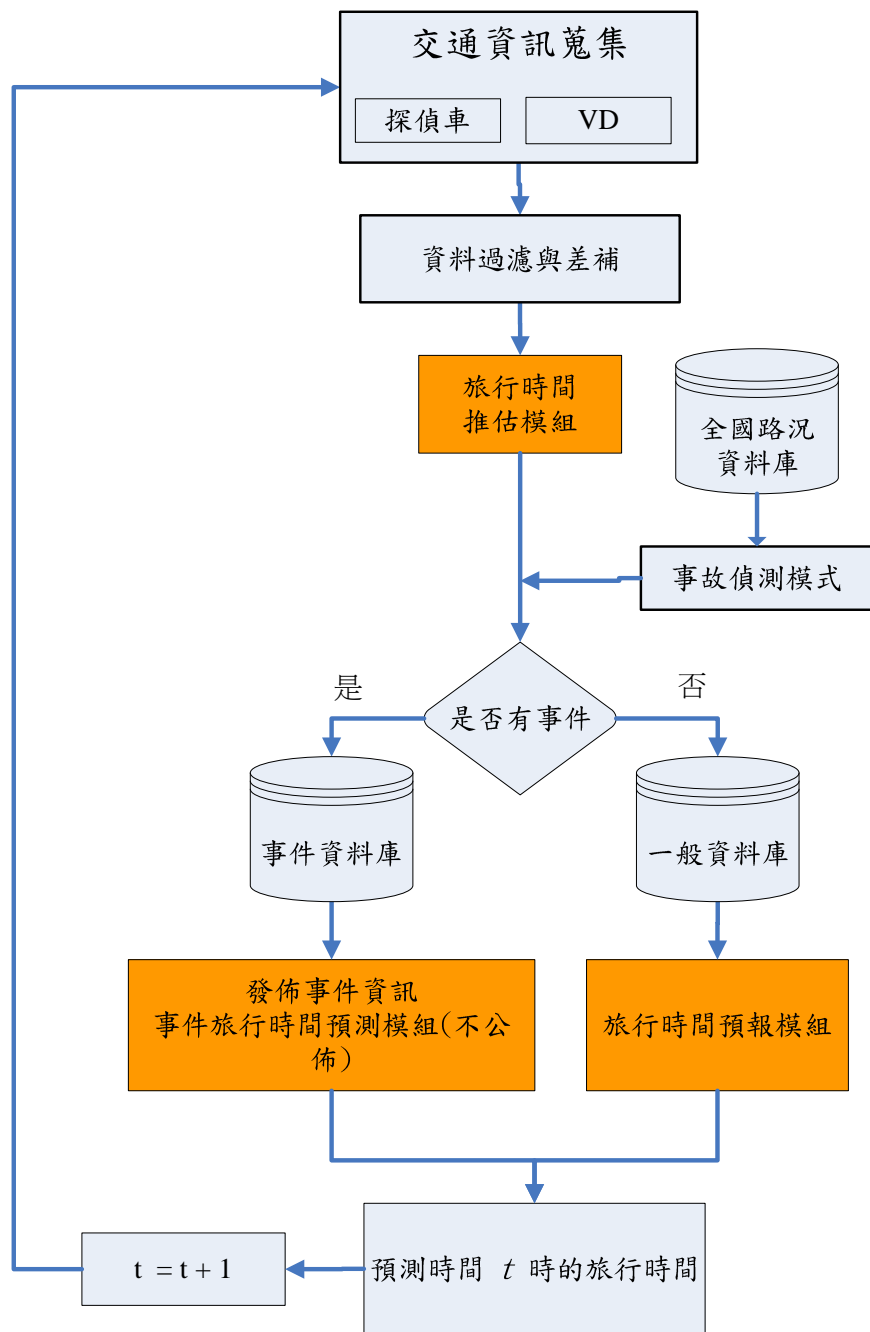 交通資訊蒐集
探偵車
VD
資料過濾與差補
旅行時間
推估模組
全國路況
資料庫
事故偵測模式
是否有事件
是
否
事件資料庫
一般資料庫
發佈事件資訊
事件旅行時間預測模組(不公
佈)
旅行時間預報模組
預測時間 t 時的旅行時間
t = t + 1